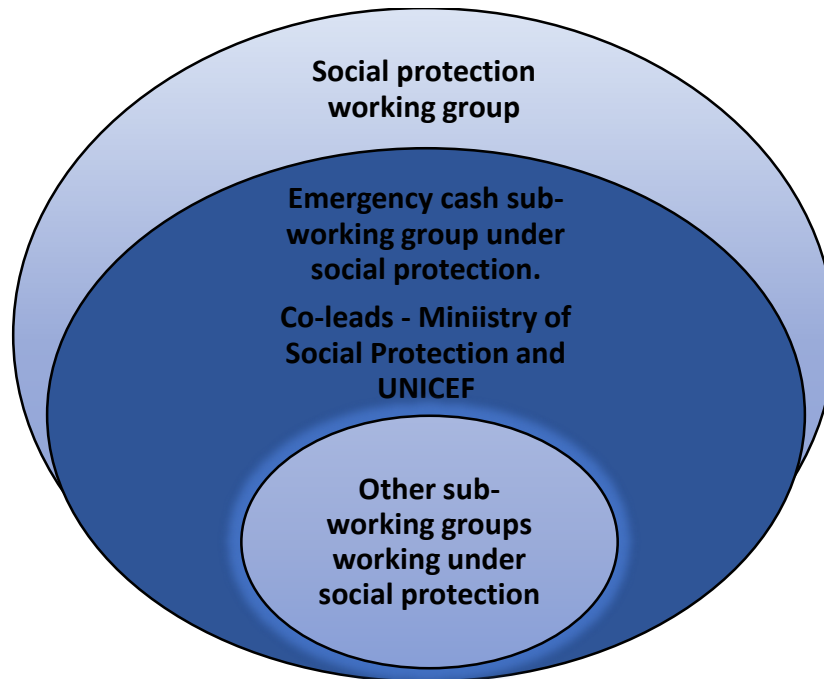 Social protection
working group
Emergency cash sub-
working group under
social protection.
Co-leads - Miniistry of
Social Protection and
UNICEF
Other sub-
working groups
working under
social protection